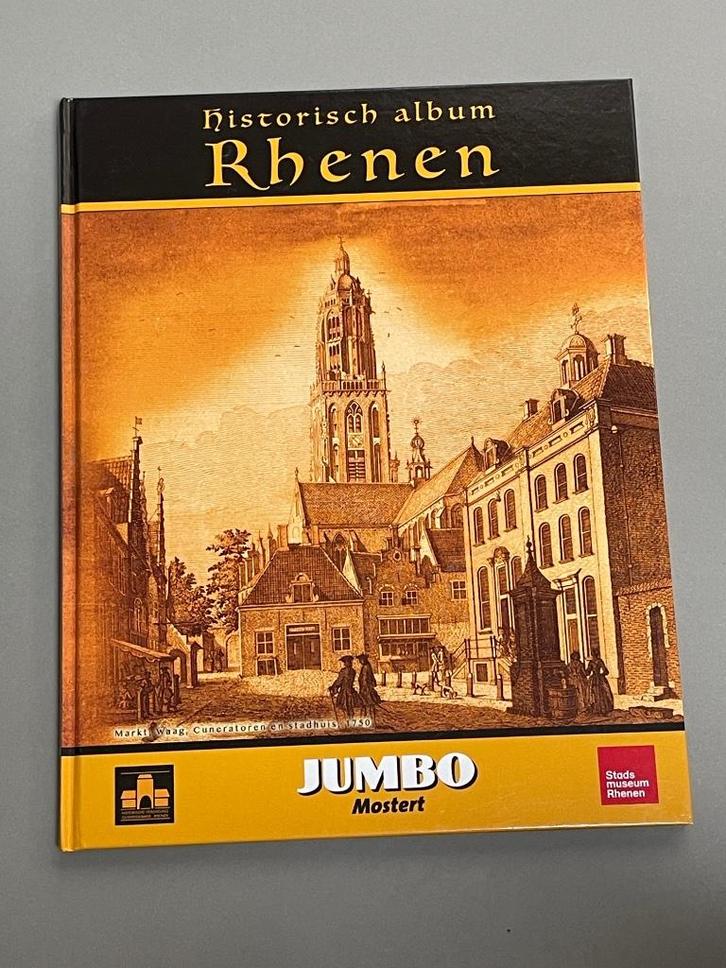 Historisch album
Rhenen
Markt, Waag, Cuneratoren en stadhuis, 1750
JUMBO
Mostert
Stads
museum
Rhenen